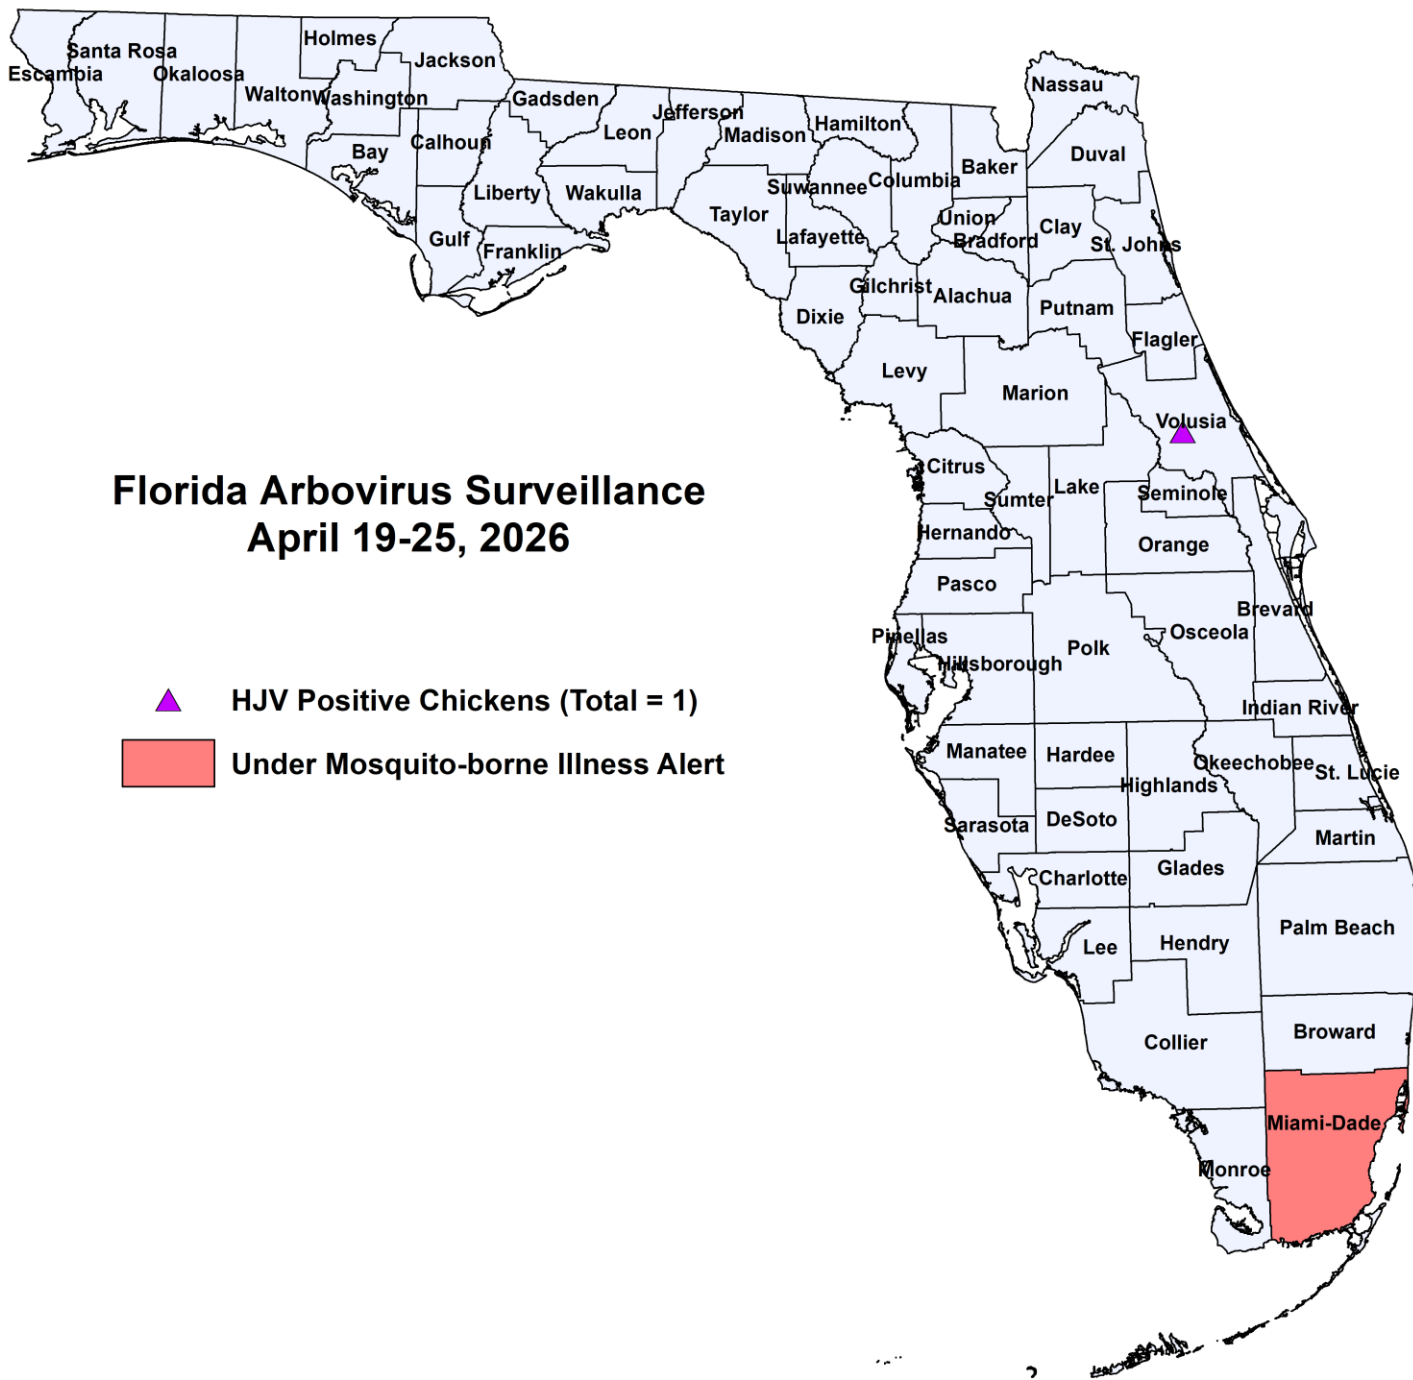 Holmes
Jackson
Santa Rosa
Escambia
Okaloosa
Walton
Washington
Gadsden
Nassau
Jefferson
Leon
Madison
Hamilton
Calhoun
Bay
Duval
Baker
Liberty
Wakulla
Suwannee
Columbia
Taylor
Union
Clay
Gulf
Franklin
Lafayette
Bradford
St. Johns
Gilchrist
Alachua
Dixie
Putnam
Flagler
Levy
Marion
Volusia
Citrus
Sumter
Lake
Seminole
Florida Arbovirus Surveillance
April 19-25, 2026
Hernando
Orange
Pasco
Brevard
Pinellas
Hillsborough
Polk
Osceola
HJV Positive Chickens (Total = 1)
Under Mosquito-borne Illness Alert
Indian River
Manatee
Hardee
Highlands
Okeechobee
St. Lucie
Sarasota
DeSoto
Martin
Charlotte
Glades
Palm Beach
Lee
Hendry
Collier
Broward
Miami-Dade
Monroe